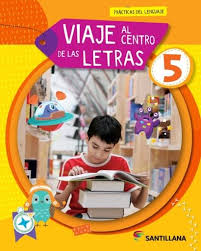 PRÁCTICAS DEL LENGUAJE
VIAJE AL
CENTRO
DE LAS
LETRAS
5
SANTILLANA